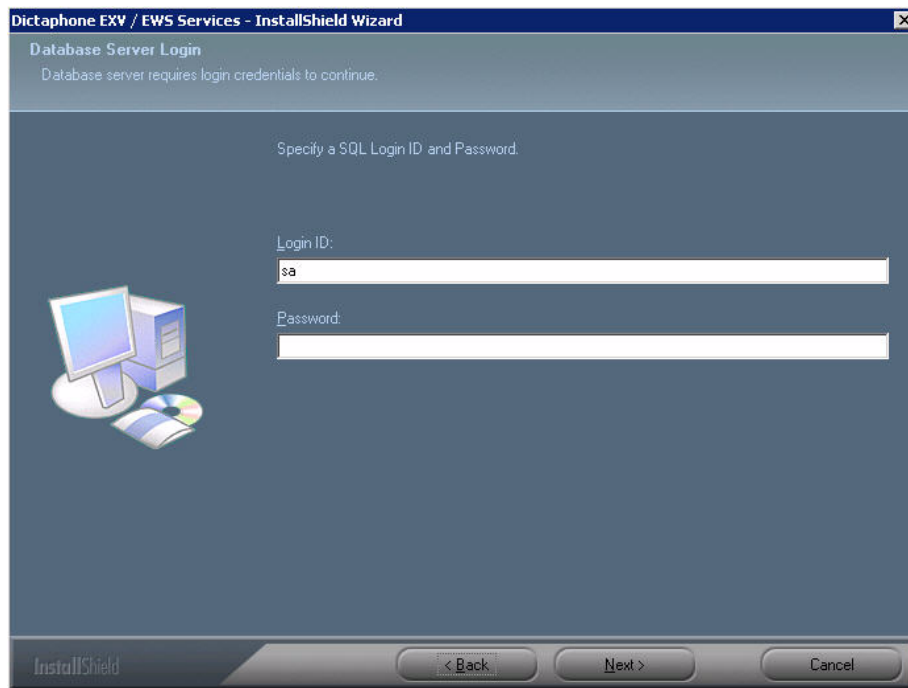 Dictaphone EXV / EWS Services - InstallShield Wizard
Database Server Login
Database server requires login credentials to continue.
Specify a SQL Login ID and Password.
Login ID:
sa
Password:
InstallShield
< Back
Next >
Cancel